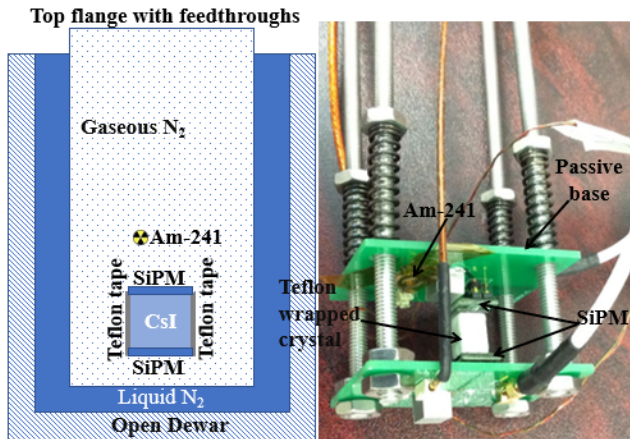 Top flange with feedthroughs
Gaseous N₂
Am-241
SiPM
Teflon tape
CsI
Teflon tape
SiPM
Liquid N₂
Open Dewar
Passive
base
Am-241
Teflon
wrapped
crystal
SiPM